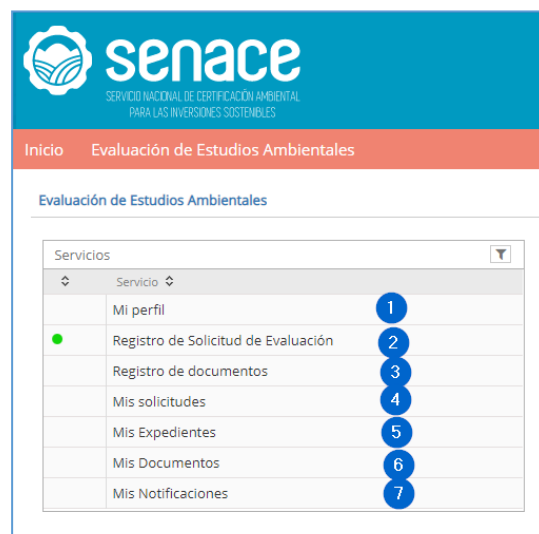 senace
SERVICIO NACIONAL DE CERTIFICACIÓN AMBIENTAL
PARA LAS INVERSIONES SOSTENIBLES
Inicio Evaluación de Estudios Ambientales
Evaluación de Estudios Ambientales
Servicios
Servicio
Mi perfil 1
Registro de Solicitud de Evaluación 2
Registro de documentos 3
Mis solicitudes 4
Mis Expedientes 5
Mis Documentos 6
Mis Notificaciones 7